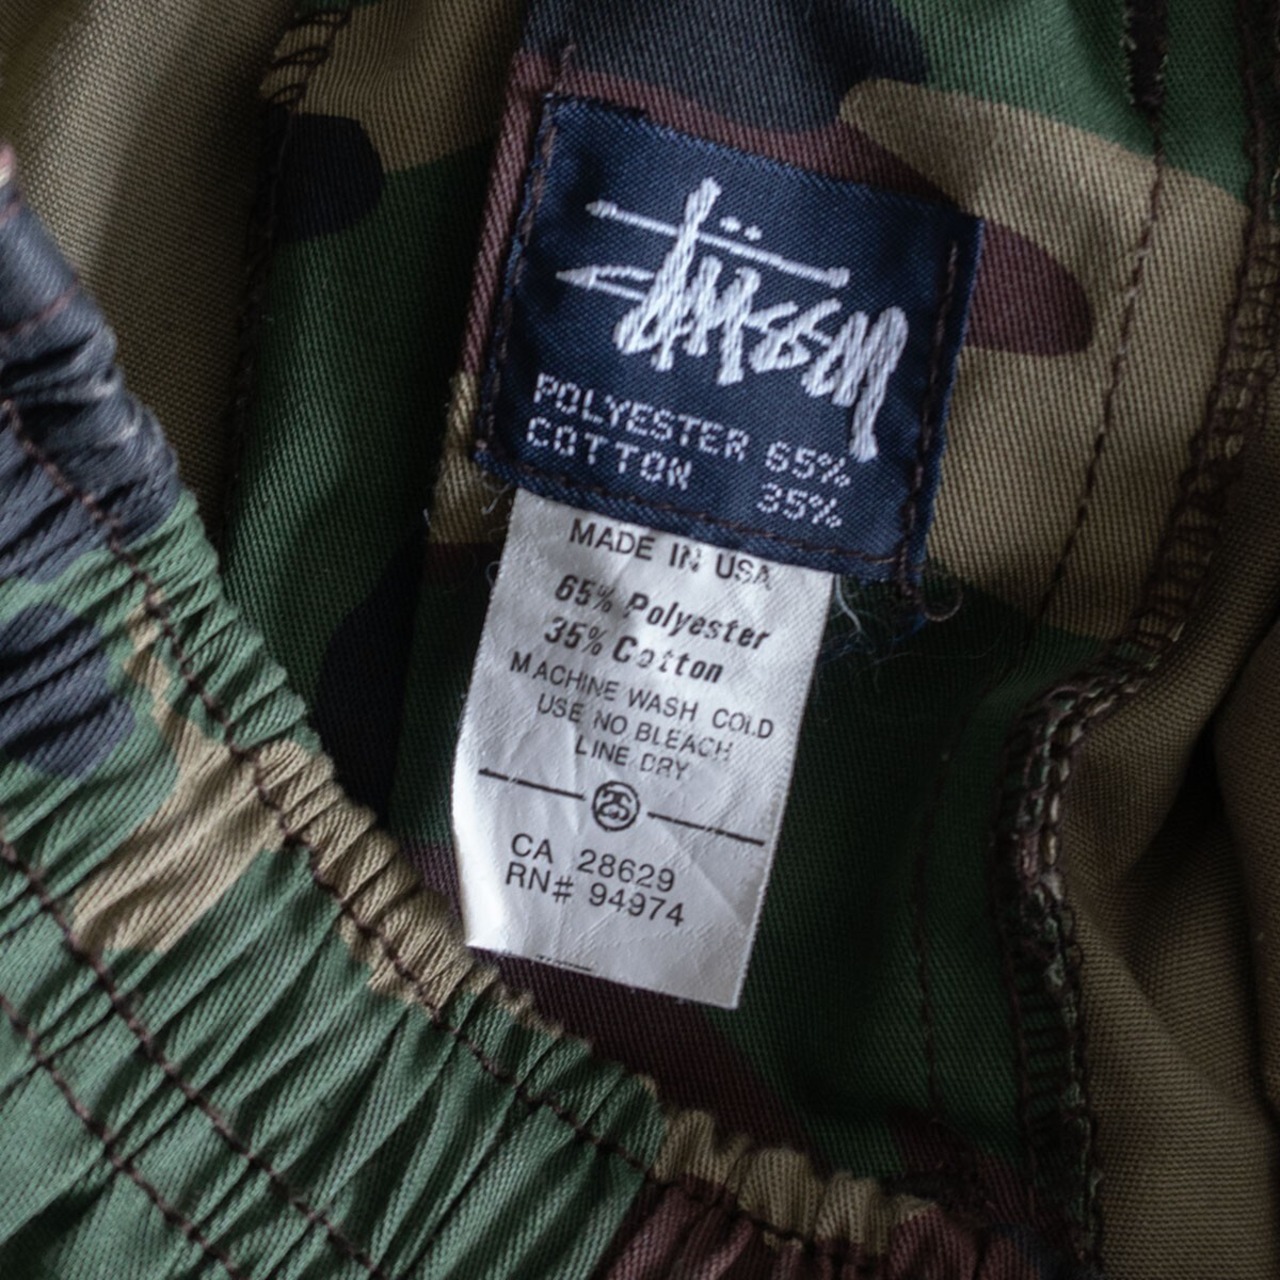 Stüssy
POLYESTER 65%
COTTON 35%
MADE IN USA
65% Polyester
35% Cotton
MACHINE WASH COLD
USE NO BLEACH
LINE DRY
SS
CA 28629
RN# 94974